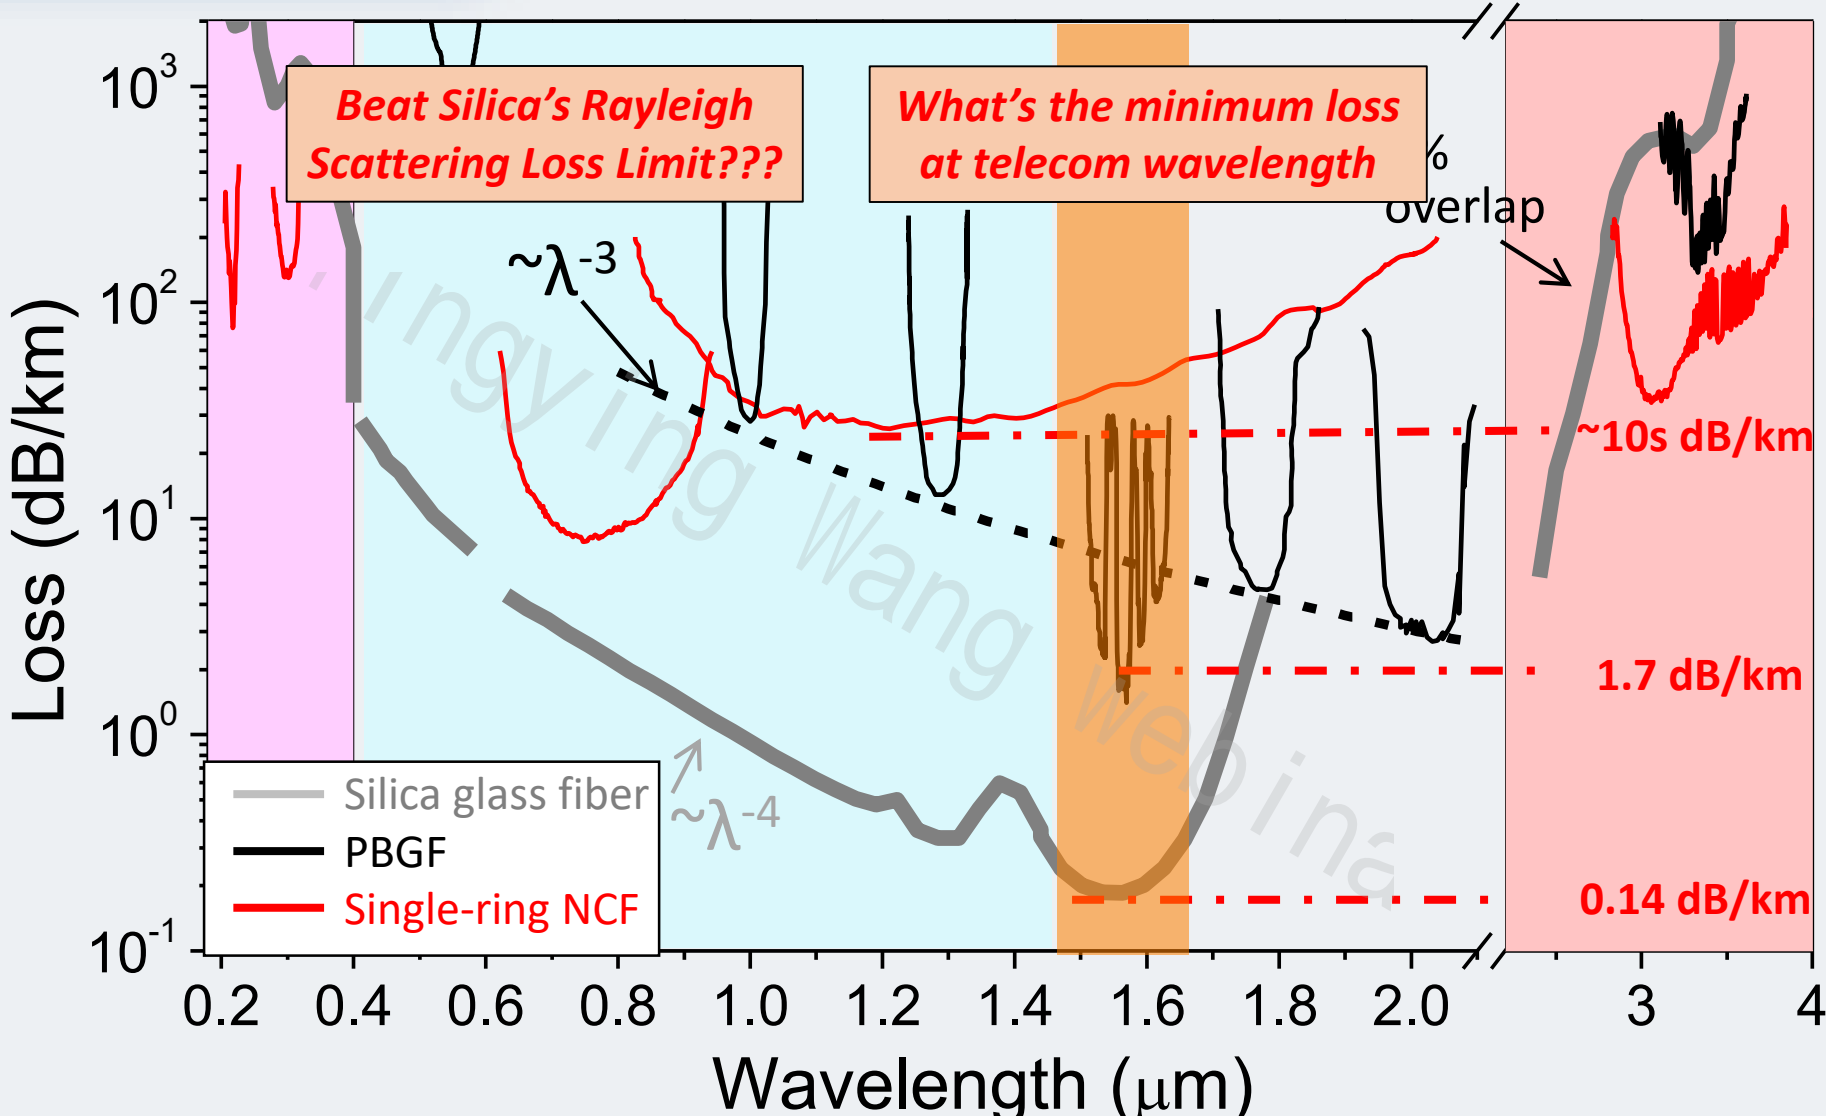 Beat Silica's Rayleigh
Scattering Loss Limit???
What's the minimum loss
at telecom wavelength
%
overlap
~λ-3
~10s dB/km
1.7 dB/km
0.14 dB/km
~λ-4
Silica glass fiber
PBGF
Single-ring NCF
Loss (dB/km)
10³
10²
10¹
10⁰
10⁻¹
0.2 0.4 0.6 0.8 1.0 1.2 1.4 1.6 1.8 2.0 3 4
Wavelength (μm)
ingying Wang webina